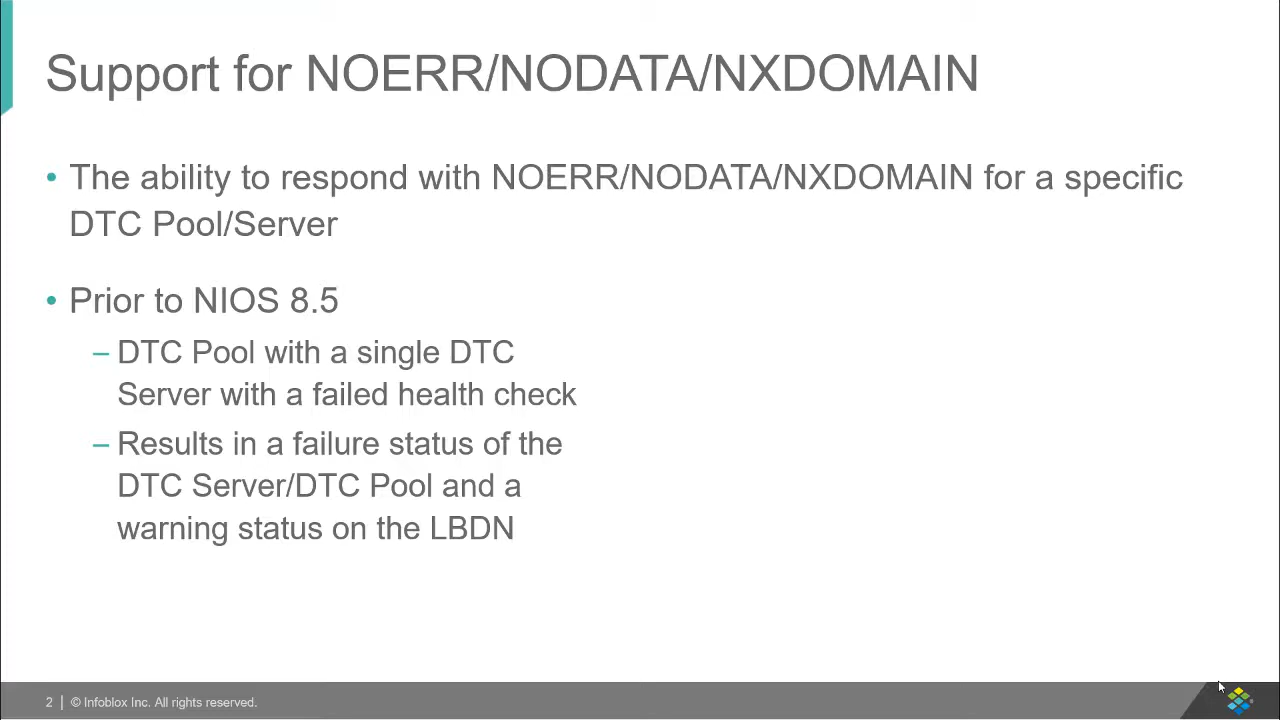 Support for NOERR/NODATA/NXDOMAIN
• The ability to respond with NOERR/NODATA/NXDOMAIN for a specific
DTC Pool/Server
• Prior to NIOS 8.5
– DTC Pool with a single DTC
Server with a failed health check
– Results in a failure status of the
DTC Server/DTC Pool and a
warning status on the LBDN
2 | © Infoblox Inc. All rights reserved.